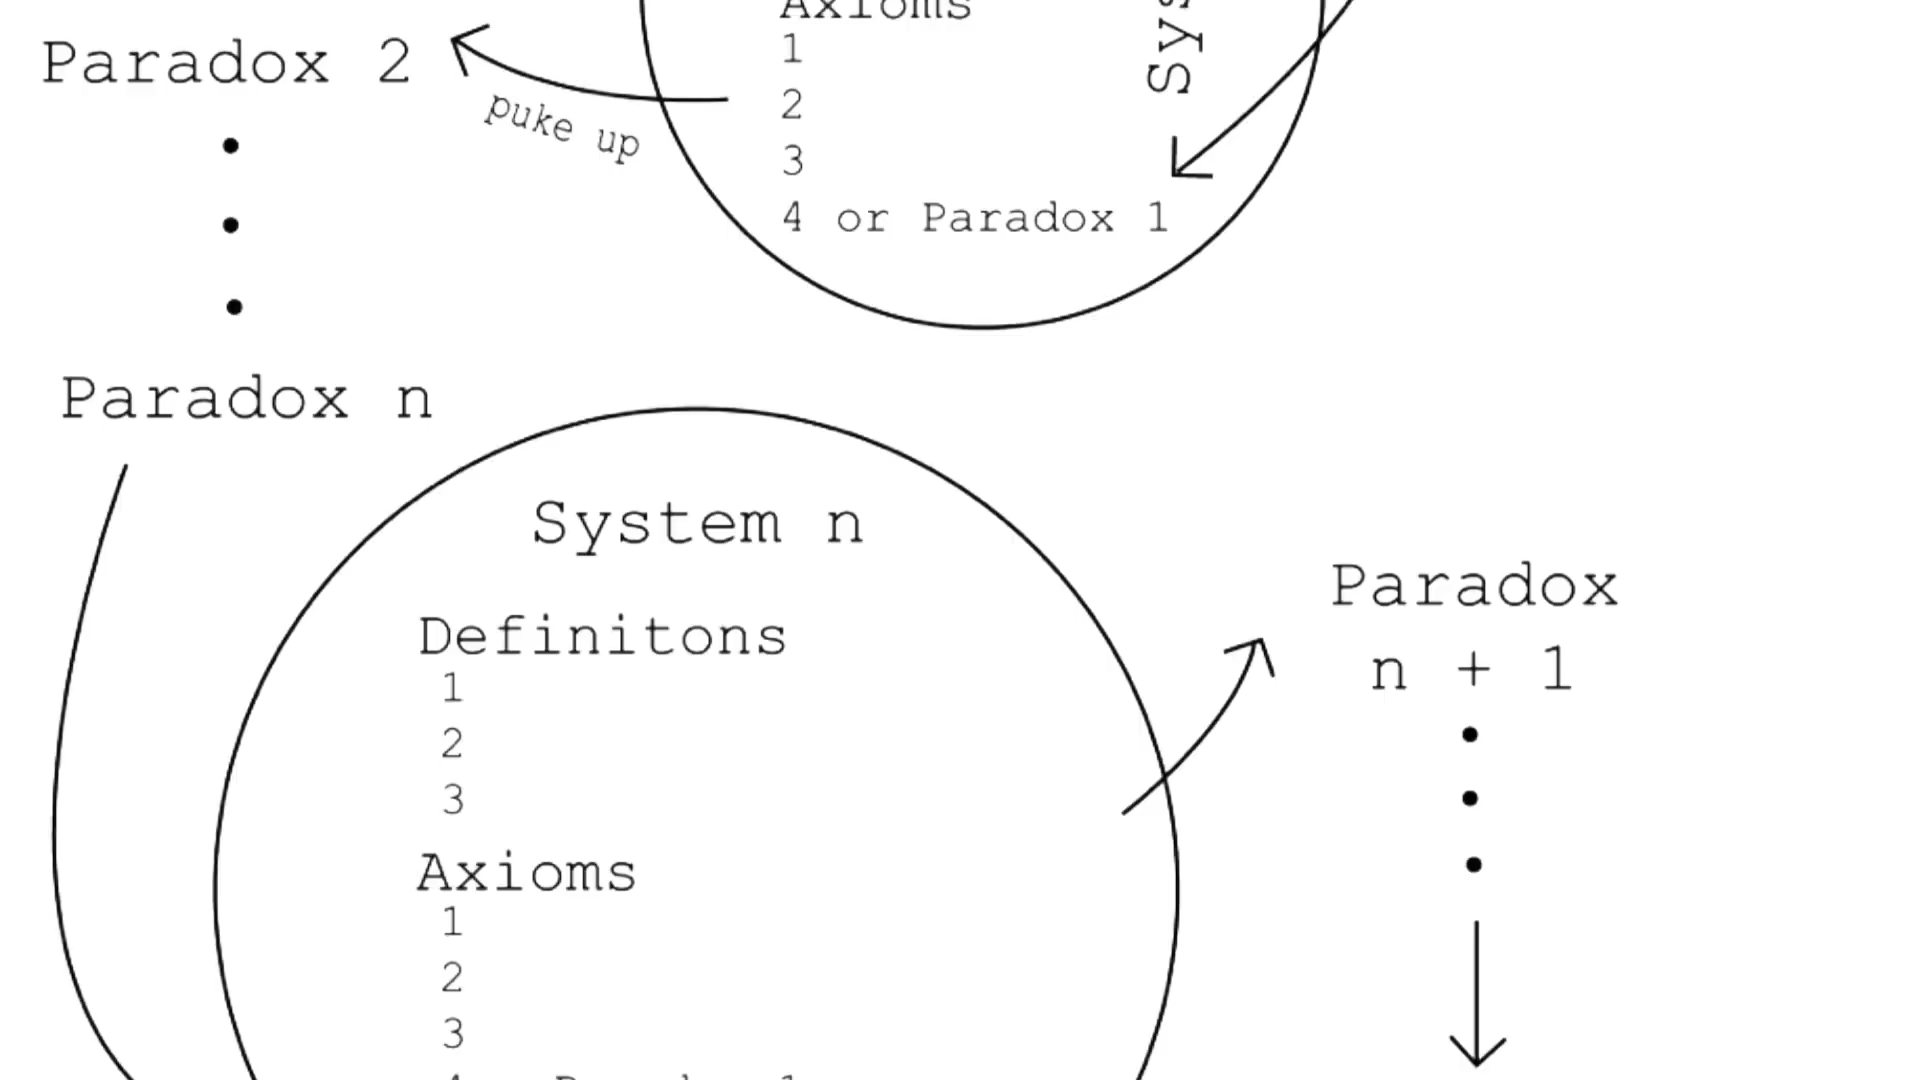 Axioms
1
2
3
4 or Paradox 1
Sys
Paradox 2
puke up
Paradox n
System n
Definitons
1
2
3
Axioms
1
2
3
Paradox
n + 1